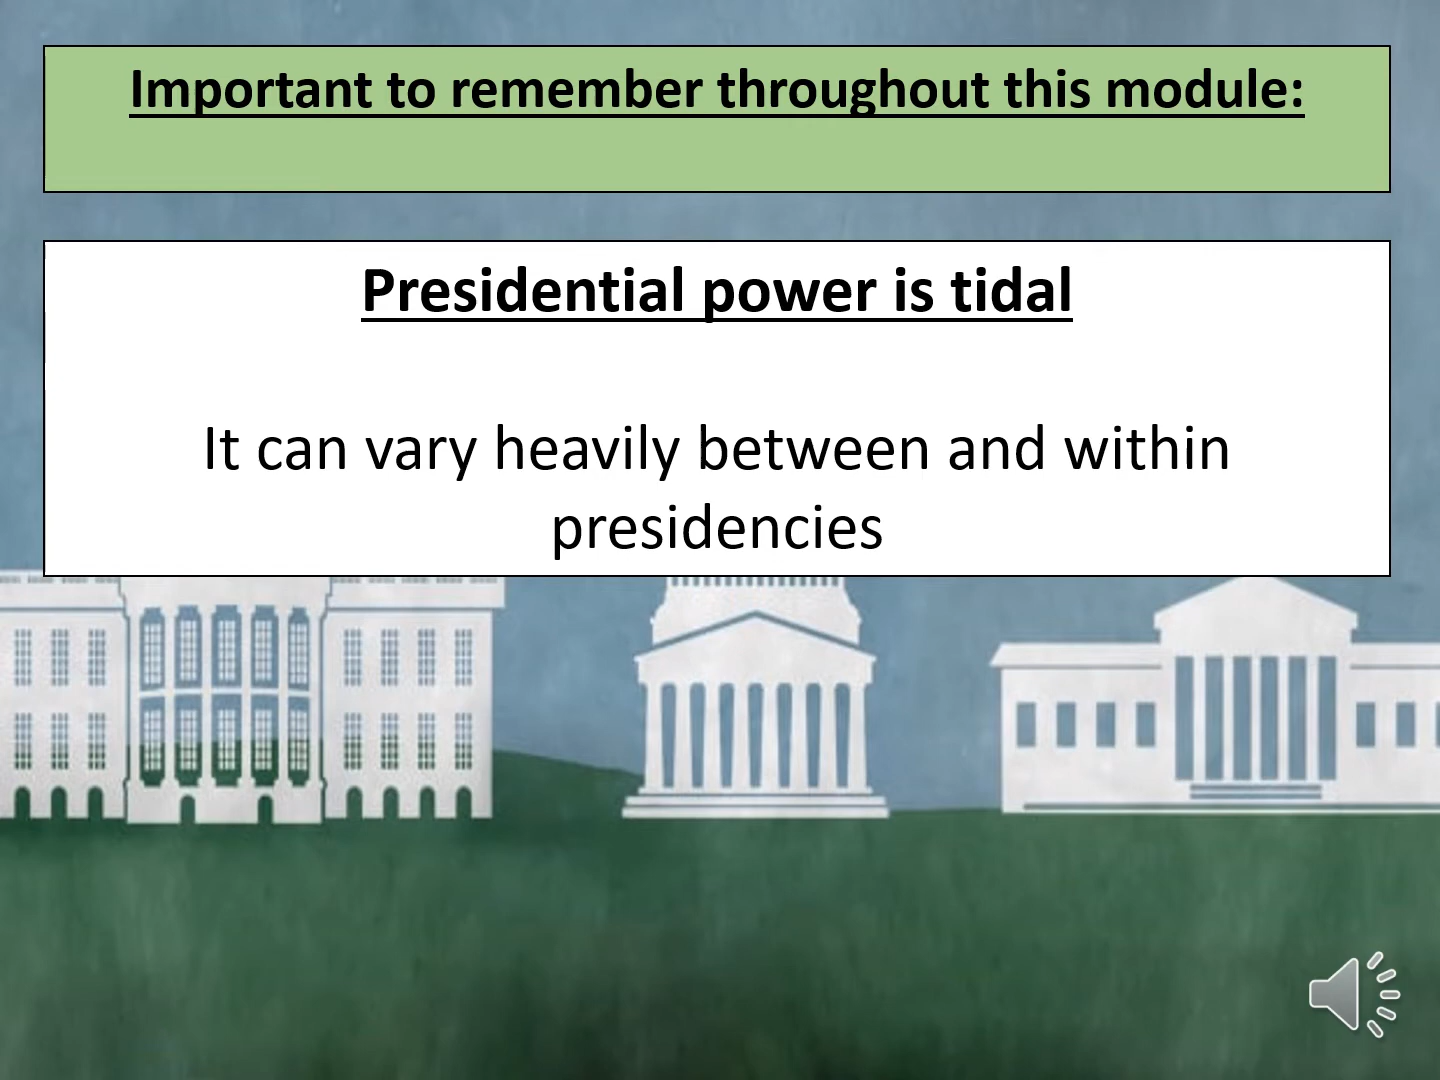 Important to remember throughout this module:
Presidential power is tidal
It can vary heavily between and within
presidencies